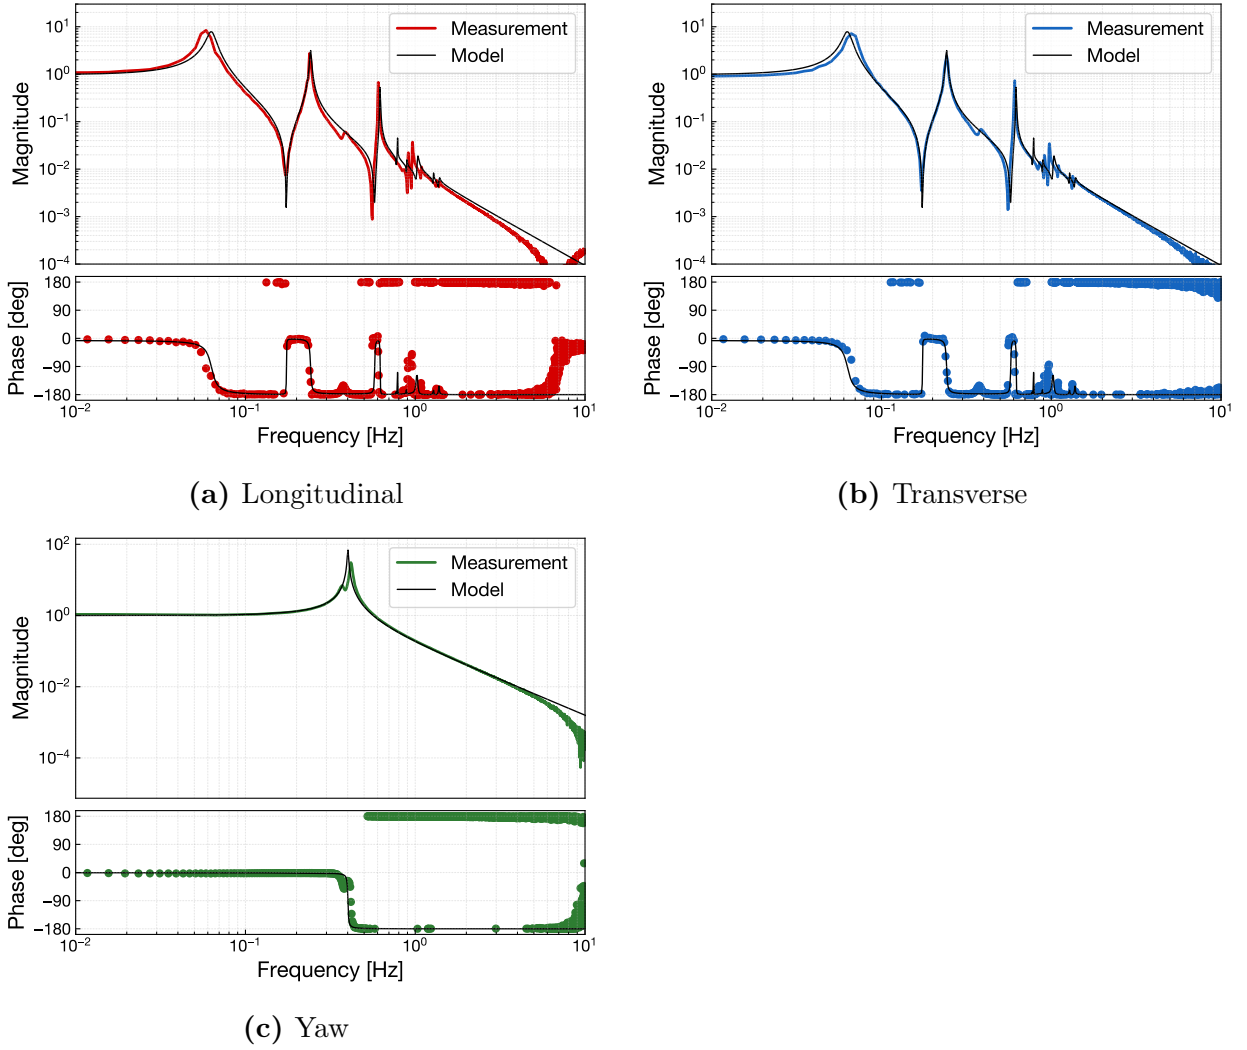 10^1
10^0
10^-1
10^-2
10^-3
10^-4
Magnitude
Measurement
Model
180
90
0
−90
−180
Phase [deg]
10^-2
10^-1
10^0
10^1
Frequency [Hz]
(a) Longitudinal
10^1
10^0
10^-1
10^-2
10^-3
10^-4
Magnitude
Measurement
Model
180
90
0
−90
−180
Phase [deg]
10^-2
10^-1
10^0
10^1
Frequency [Hz]
(b) Transverse
10^2
10^0
10^-2
10^-4
Magnitude
Measurement
Model
180
90
0
−90
−180
Phase [deg]
10^-2
10^-1
10^0
10^1
Frequency [Hz]
(c) Yaw